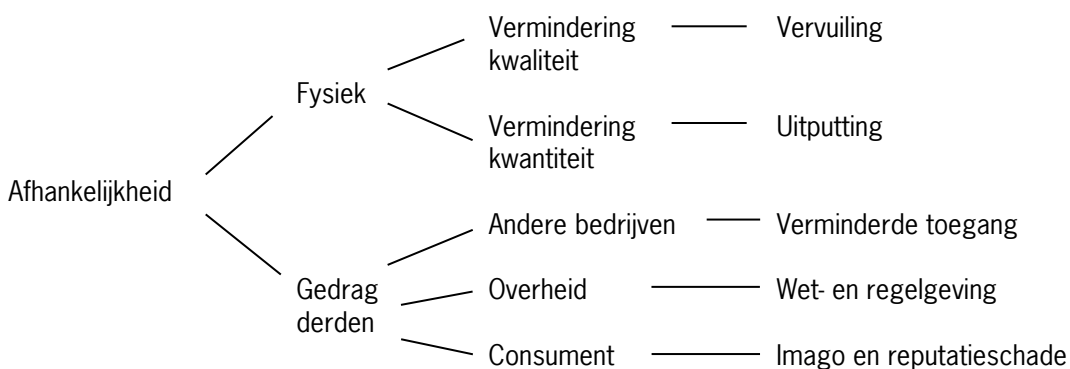 Vermindering
kwaliteit
Vervuiling
Fysiek
Vermindering
kwantiteit
Uitputting
Afhankelijkheid
Andere bedrijven
Verminderde toegang
Gedrag
derden
Overheid
Wet- en regelgeving
Consument
Imago en reputatieschade